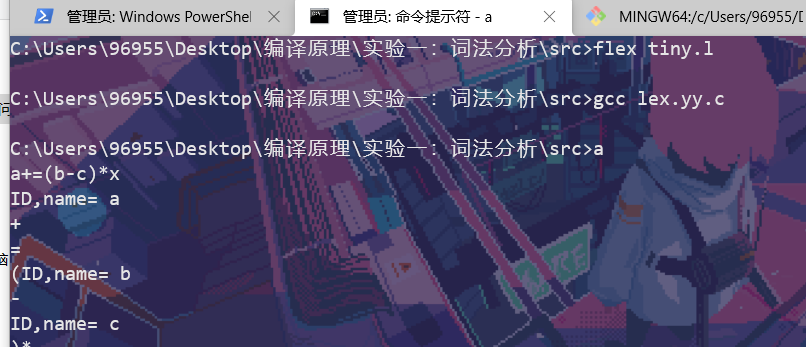 管理员: Windows PowerShel
管理员: 命令提示符 - a
MINGW64:/c/Users/96955/D
C:\Users\96955\Desktop\编译原理\实验一：词法分析\src>flex tiny.l
问
C:\Users\96955\Desktop\编译原理\实验一：词法分析\src>gcc lex.yy.c
C:\Users\96955\Desktop\编译原理\实验一：词法分析\src>a
a+=(b-c)*x
ID,name= a
+
=
(ID,name= b
-
ID,name= c
)*